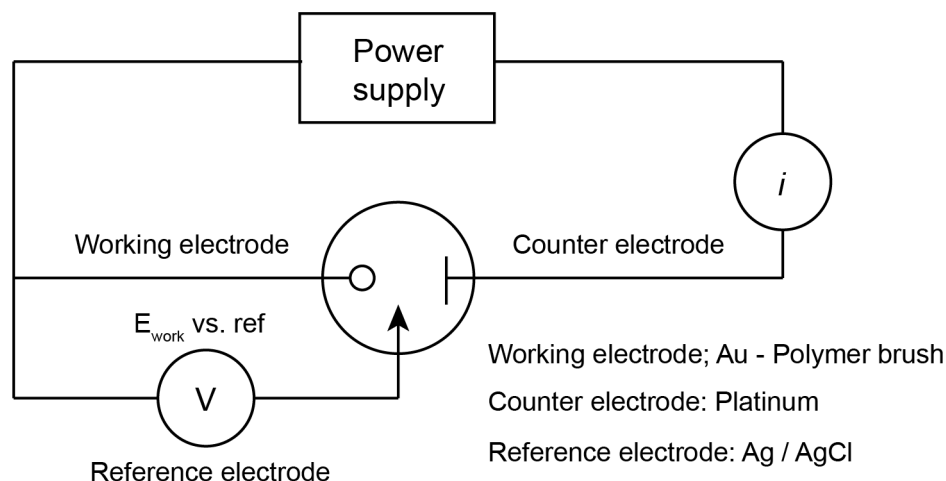 Power
supply
i
Working electrode
Counter electrode
E_work vs. ref
V
Reference electrode
Working electrode; Au - Polymer brush
Counter electrode: Platinum
Reference electrode: Ag / AgCl